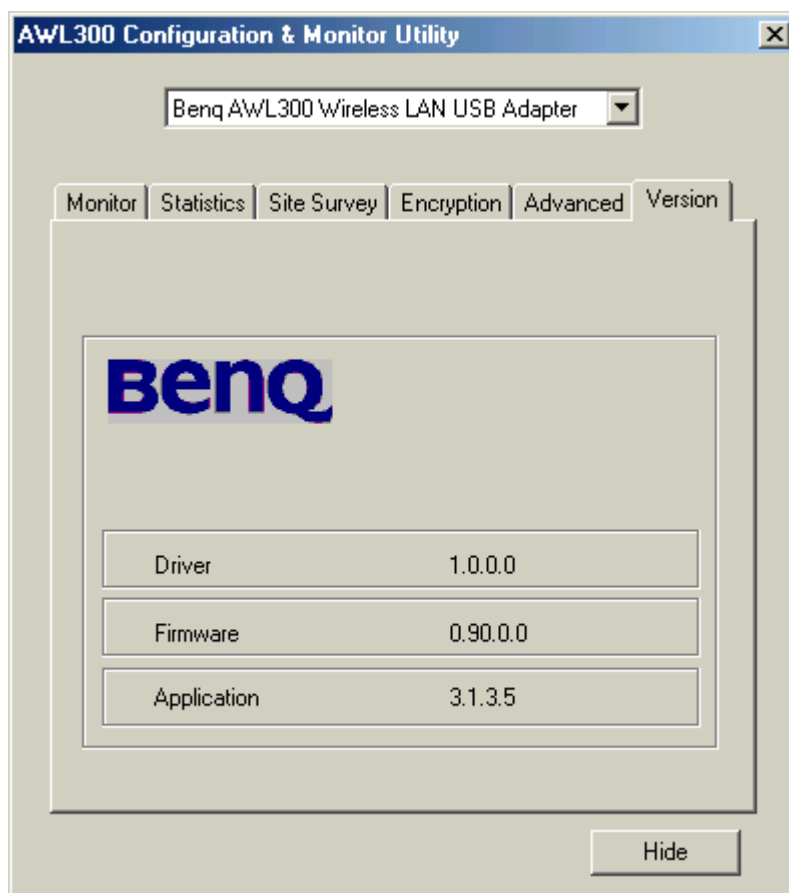 AWL300 Configuration & Monitor Utility
Benq AWL300 Wireless LAN USB Adapter
Monitor Statistics Site Survey Encryption Advanced Version
BenQ
Driver 1.0.0.0
Firmware 0.90.0.0
Application 3.1.3.5
Hide